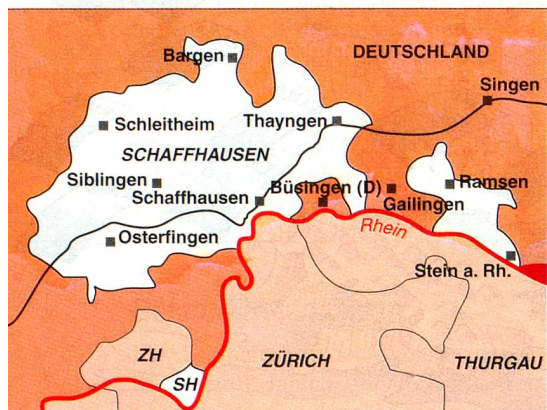 Bargen
DEUTSCHLAND
Singen
Schleitheim
Thayngen
SCHAFFHAUSEN
Siblingen
Büsingen (D)
Ramsen
Schaffhausen
Gailingen
Rhein
Osterfingen
Stein a. Rh.
ZH
ZÜRICH
THURGAU
SH